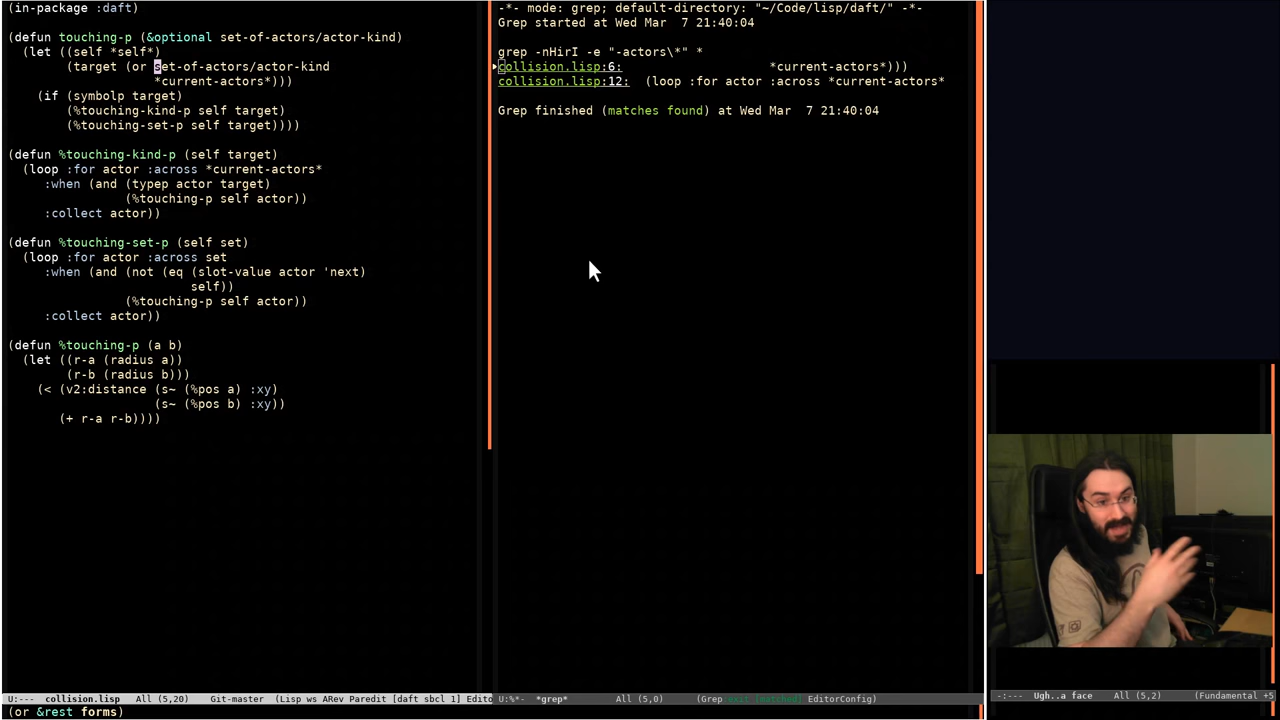 (in-package :daft)
(defun touching-p (&optional set-of-actors/actor-kind)
  (let ((self *self*)
        (target (or set-of-actors/actor-kind
                    *current-actors*)))
    (if (symbolp target)
        (%touching-kind-p self target)
        (%touching-set-p self target))))
(defun %touching-kind-p (self target)
  (loop :for actor :across *current-actors*
     :when (and (typep actor target)
                (%touching-p self actor))
     :collect actor))
(defun %touching-set-p (self set)
  (loop :for actor :across set
     :when (and (not (eq (slot-value actor 'next)
                         self))
                (%touching-p self actor))
     :collect actor))
(defun %touching-p (a b)
  (let ((r-a (radius a))
        (r-b (radius b)))
    (< (v2:distance (s~ (%pos a) :xy)
                    (s~ (%pos b) :xy))
       (+ r-a r-b))))
U:--- collision.lisp All (5,20) Git-master (Lisp ws ARev Paredit [daft sbcl 1] Edito
(or &rest forms)
-*- mode: grep; default-directory: "~/Code/lisp/daft/" -*-
Grep started at Wed Mar  7 21:40:04
grep -nHirI -e "-actors\*" *
collision.lisp:6:                    *current-actors*)))
collision.lisp:12:  (loop :for actor :across *current-actors*
Grep finished (matches found) at Wed Mar  7 21:40:04
U:%*- *grep* All (5,0) (Grep:exit [matched] EditorConfig)
-:--- Ugh..a face All (5,2) (Fundamental +5